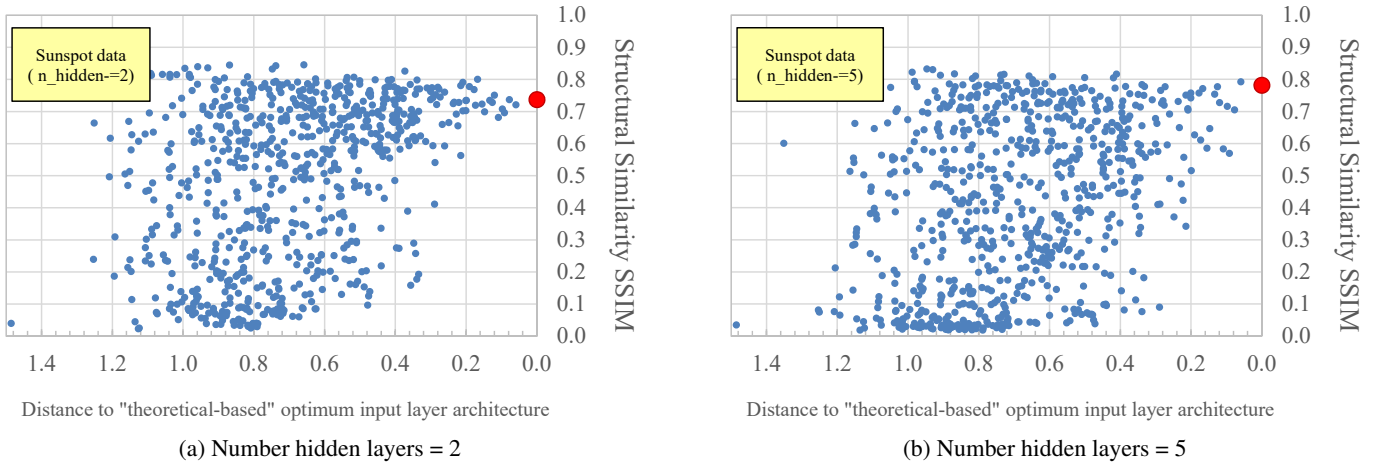 Sunspot data
( n_hidden-=2)
1.0
0.9
0.8
0.7
0.6
0.5
0.4
0.3
0.2
0.1
0.0
Structural Similarity SSIM
1.4 1.2 1.0 0.8 0.6 0.4 0.2 0.0
Distance to "theoretical-based" optimum input layer architecture
(a) Number hidden layers = 2
Sunspot data
( n_hidden-=5)
1.0
0.9
0.8
0.7
0.6
0.5
0.4
0.3
0.2
0.1
0.0
Structural Similarity SSIM
1.4 1.2 1.0 0.8 0.6 0.4 0.2 0.0
Distance to "theoretical-based" optimum input layer architecture
(b) Number hidden layers = 5